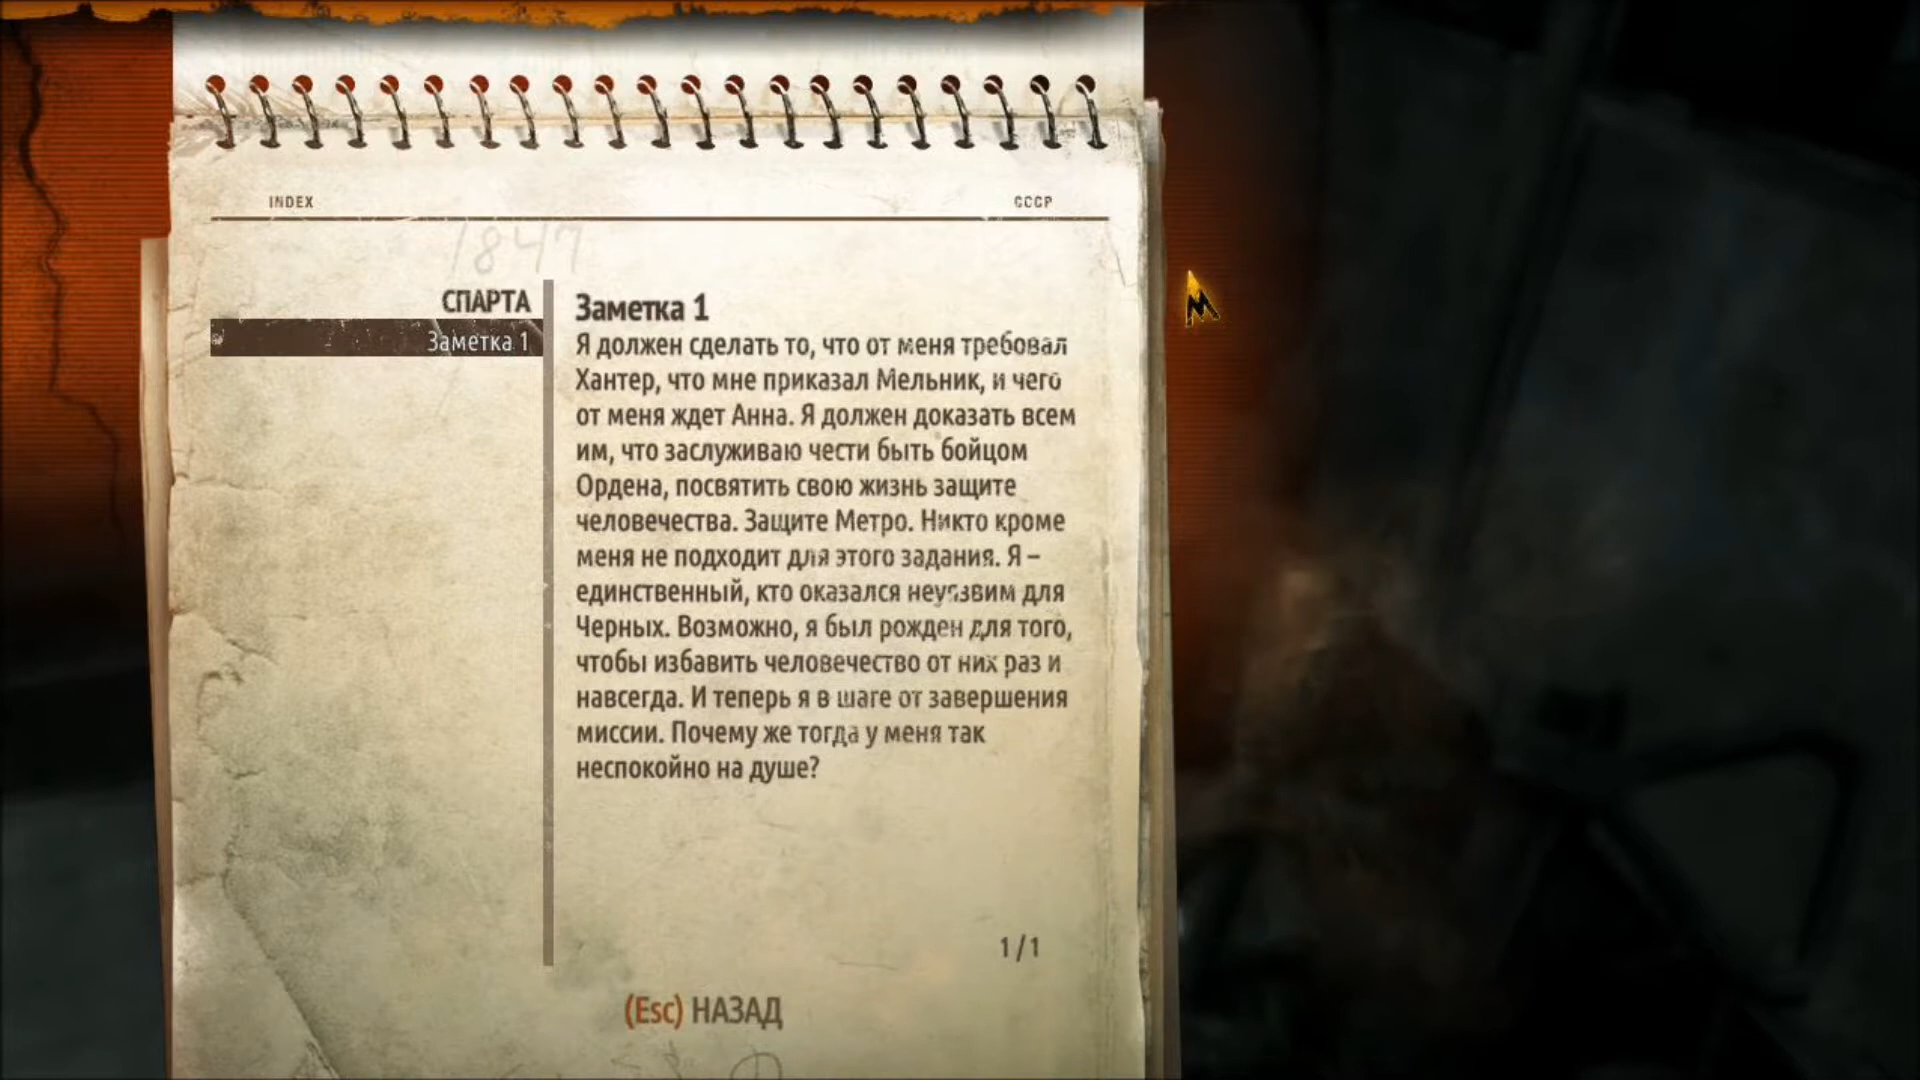 INDEX
СССР
1847
СПАРТА
Заметка 1
Заметка 1
Я должен сделать то, что от меня требовал
Хантер, что мне приказал Мельник, и чего
от меня ждет Анна. Я должен доказать всем
им, что заслуживаю чести быть бойцом
Ордена, посвятить свою жизнь защите
человечества. Защите Метро. Никто кроме
меня не подходит для этого задания. Я –
единственный, кто оказался неуязвим для
Черных. Возможно, я был рожден для того,
чтобы избавить человечество от них раз и
навсегда. И теперь я в шаге от завершения
миссии. Почему же тогда у меня так
неспокойно на душе?
1/1
(Esc) НАЗАД